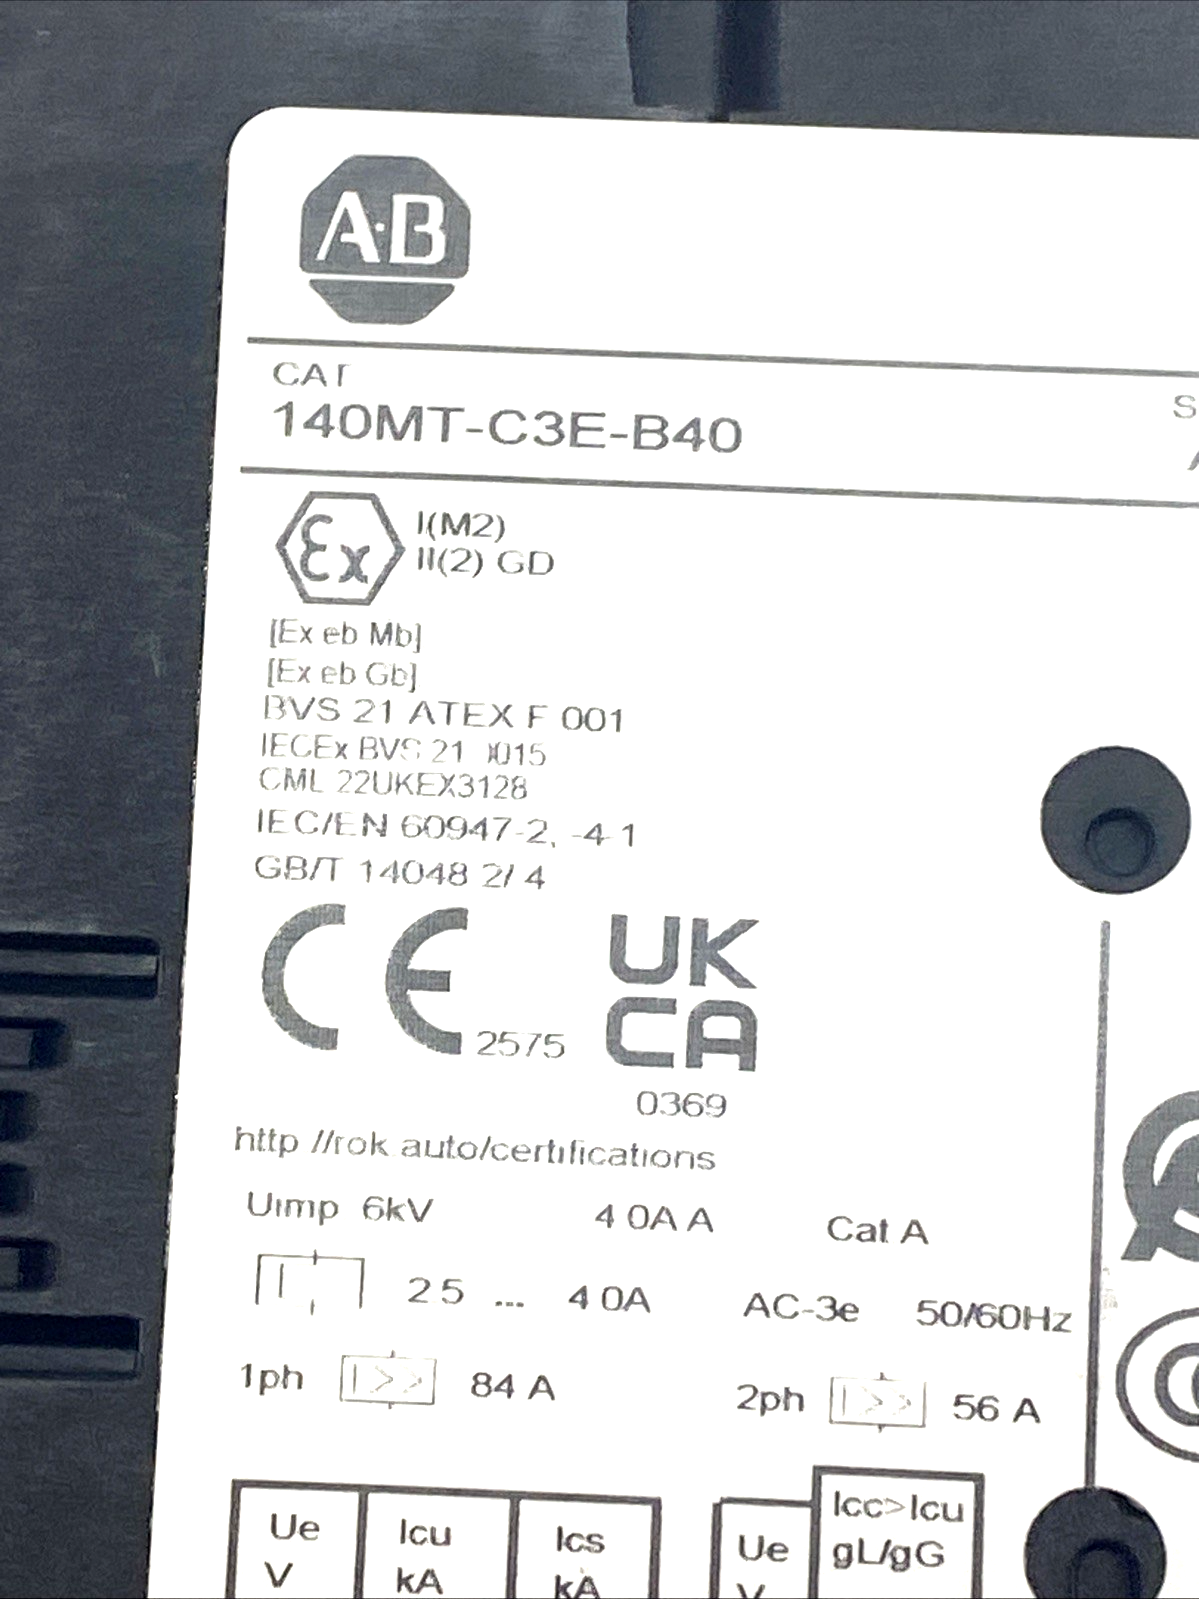 A·B
CAT
S
140MT-C3E-B40
A
Ex
I(M2)
II(2) GD
[Ex eb Mb]
[Ex eb Gb]
BVS 21 ATEX F 001
IECEx BVS 21
CML 22UKEX3128
IEC/EN 60947-2, -4 1
GB/T 14048 2/ 4
CE 2575
UK
CA
0369
http //rok auto/certifications
Uimp 6kV 4 0A A Cat A
2 5 ... 4 0A AC-3e 50/60Hz
1ph I >> 84 A 2ph I >> 56 A
Ue Icu Ics Ue Icc>Icu
V kA kA V gL/gG